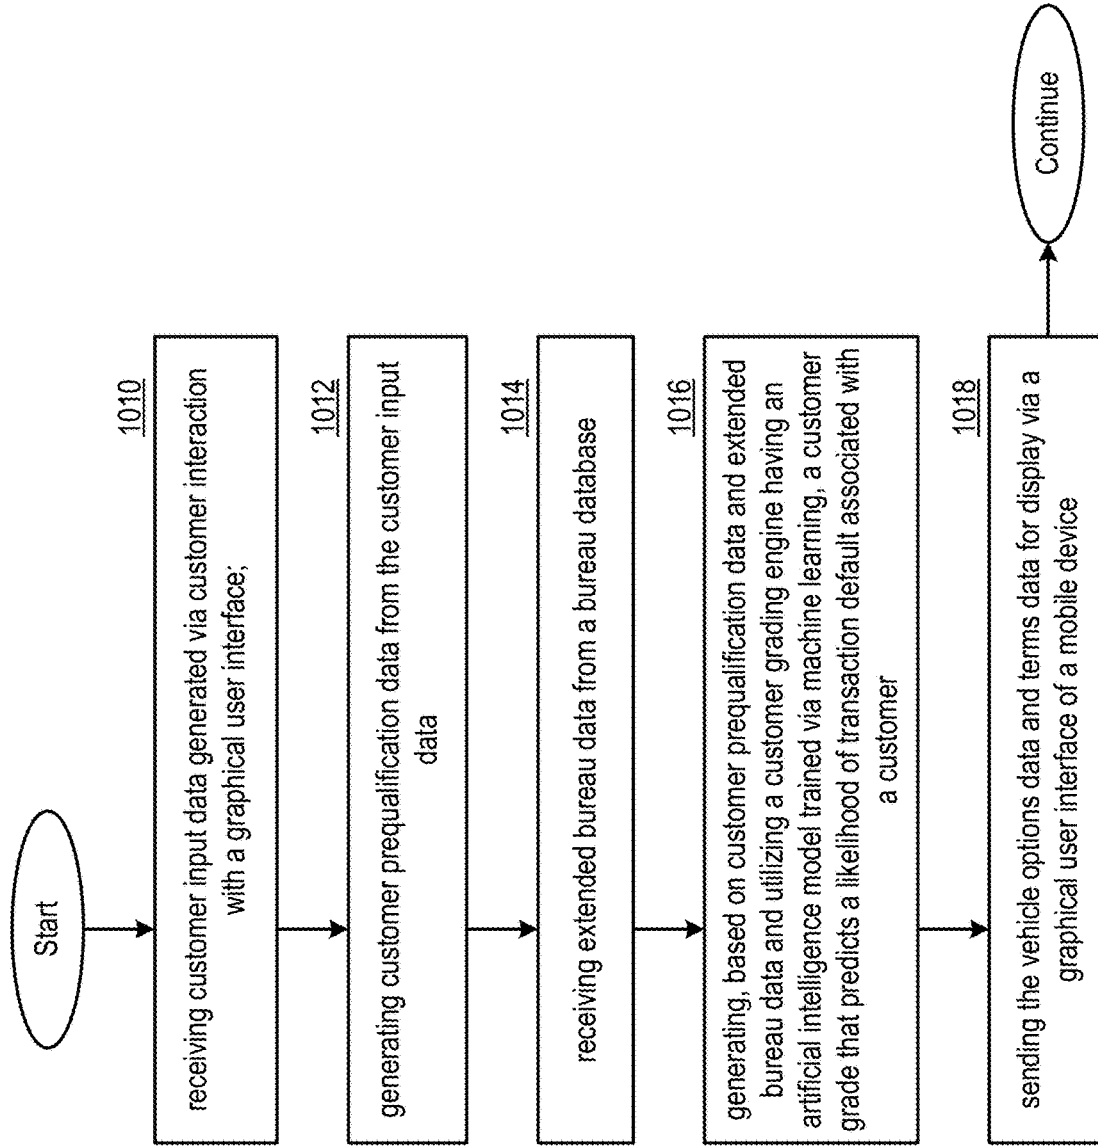 Start
1010
receiving customer input data generated via customer interaction
with a graphical user interface;
1012
generating customer prequalification data from the customer input
data
1014
receiving extended bureau data from a bureau database
1016
generating, based on customer prequalification data and extended
bureau data and utilizing a customer grading engine having an
artificial intelligence model trained via machine learning, a customer
grade that predicts a likelihood of transaction default associated with
a customer
1018
sending the vehicle options data and terms data for display via a
graphical user interface of a mobile device
Continue